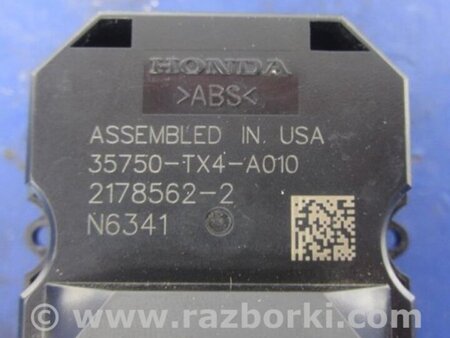 HONDA
>ABS<
ASSEMBLED IN USA
35750-TX4-A010
2178562-2
N6341
www.razborki.com